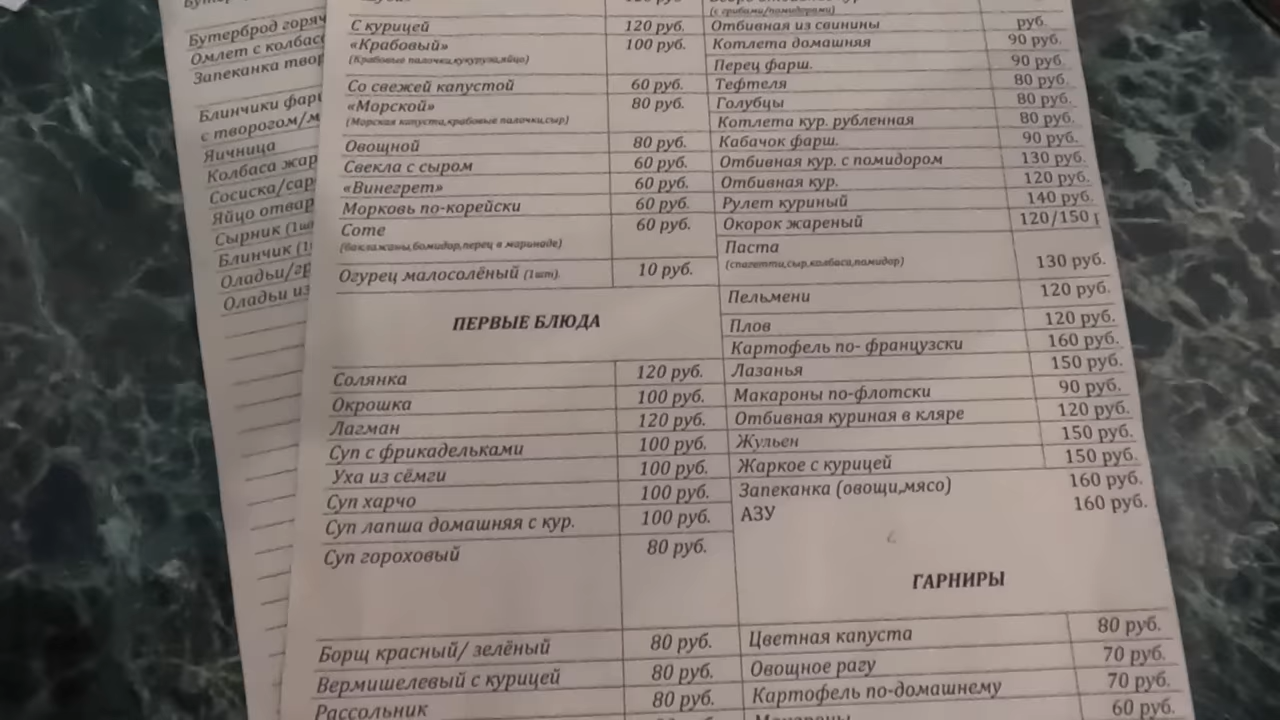 Бутерброд горяч
Омлет с колбасо
Запеканка твор
Блинчики фарш
с творогом/м
Яичница
Колбаса жар
Сосиска/сар
Яйцо отвар
Сырник (1шт
Блинчик (1ш
Оладьи/гр
Оладьи из
С курицей 120 руб.
«Крабовый» 100 руб.
(Крабовые палочки,кукуруза,яйцо)
Со свежей капустой 60 руб.
«Морской» 80 руб.
(Морская капуста,крабовые палочки,сыр)
Овощной 80 руб.
Свекла с сыром 60 руб.
«Винегрет» 60 руб.
Морковь по-корейски 60 руб.
Соте 60 руб.
(баклажаны,бомидор,перец в маринаде)
Огурец малосолёный (1шт). 10 руб.
ПЕРВЫЕ БЛЮДА
Солянка 120 руб.
Окрошка 100 руб.
Лагман 120 руб.
Суп с фрикадельками 100 руб.
Уха из сёмги 100 руб.
Суп харчо 100 руб.
Суп лапша домашняя с кур. 100 руб.
Суп гороховый 80 руб.
Борщ красный/ зелёный 80 руб.
Вермишелевый с курицей 80 руб.
Рассольник 80 руб.
(с грибами/помидорами)
Отбивная из свинины руб.
Котлета домашняя 90 руб.
Перец фарш. 90 руб.
Тефтеля 80 руб.
Голубцы 80 руб.
Котлета кур. рубленная 80 руб.
Кабачок фарш. 90 руб.
Отбивная кур. с помидором 130 руб.
Отбивная кур. 120 руб.
Рулет куриный 140 руб.
Окорок жареный 120/150 р
Паста
(спагетти,сыр,колбаса,помидор) 130 руб.
Пельмени 120 руб.
Плов 120 руб.
Картофель по- французски 160 руб.
Лазанья 150 руб.
Макароны по-флотски 90 руб.
Отбивная куриная в кляре 120 руб.
Жульен 150 руб.
Жаркое с курицей 150 руб.
Запеканка (овощи,мясо) 160 руб.
АЗУ 160 руб.
ГАРНИРЫ
Цветная капуста 80 руб.
Овощное рагу 70 руб.
Картофель по-домашнему 70 руб.
Макароны 60 руб.